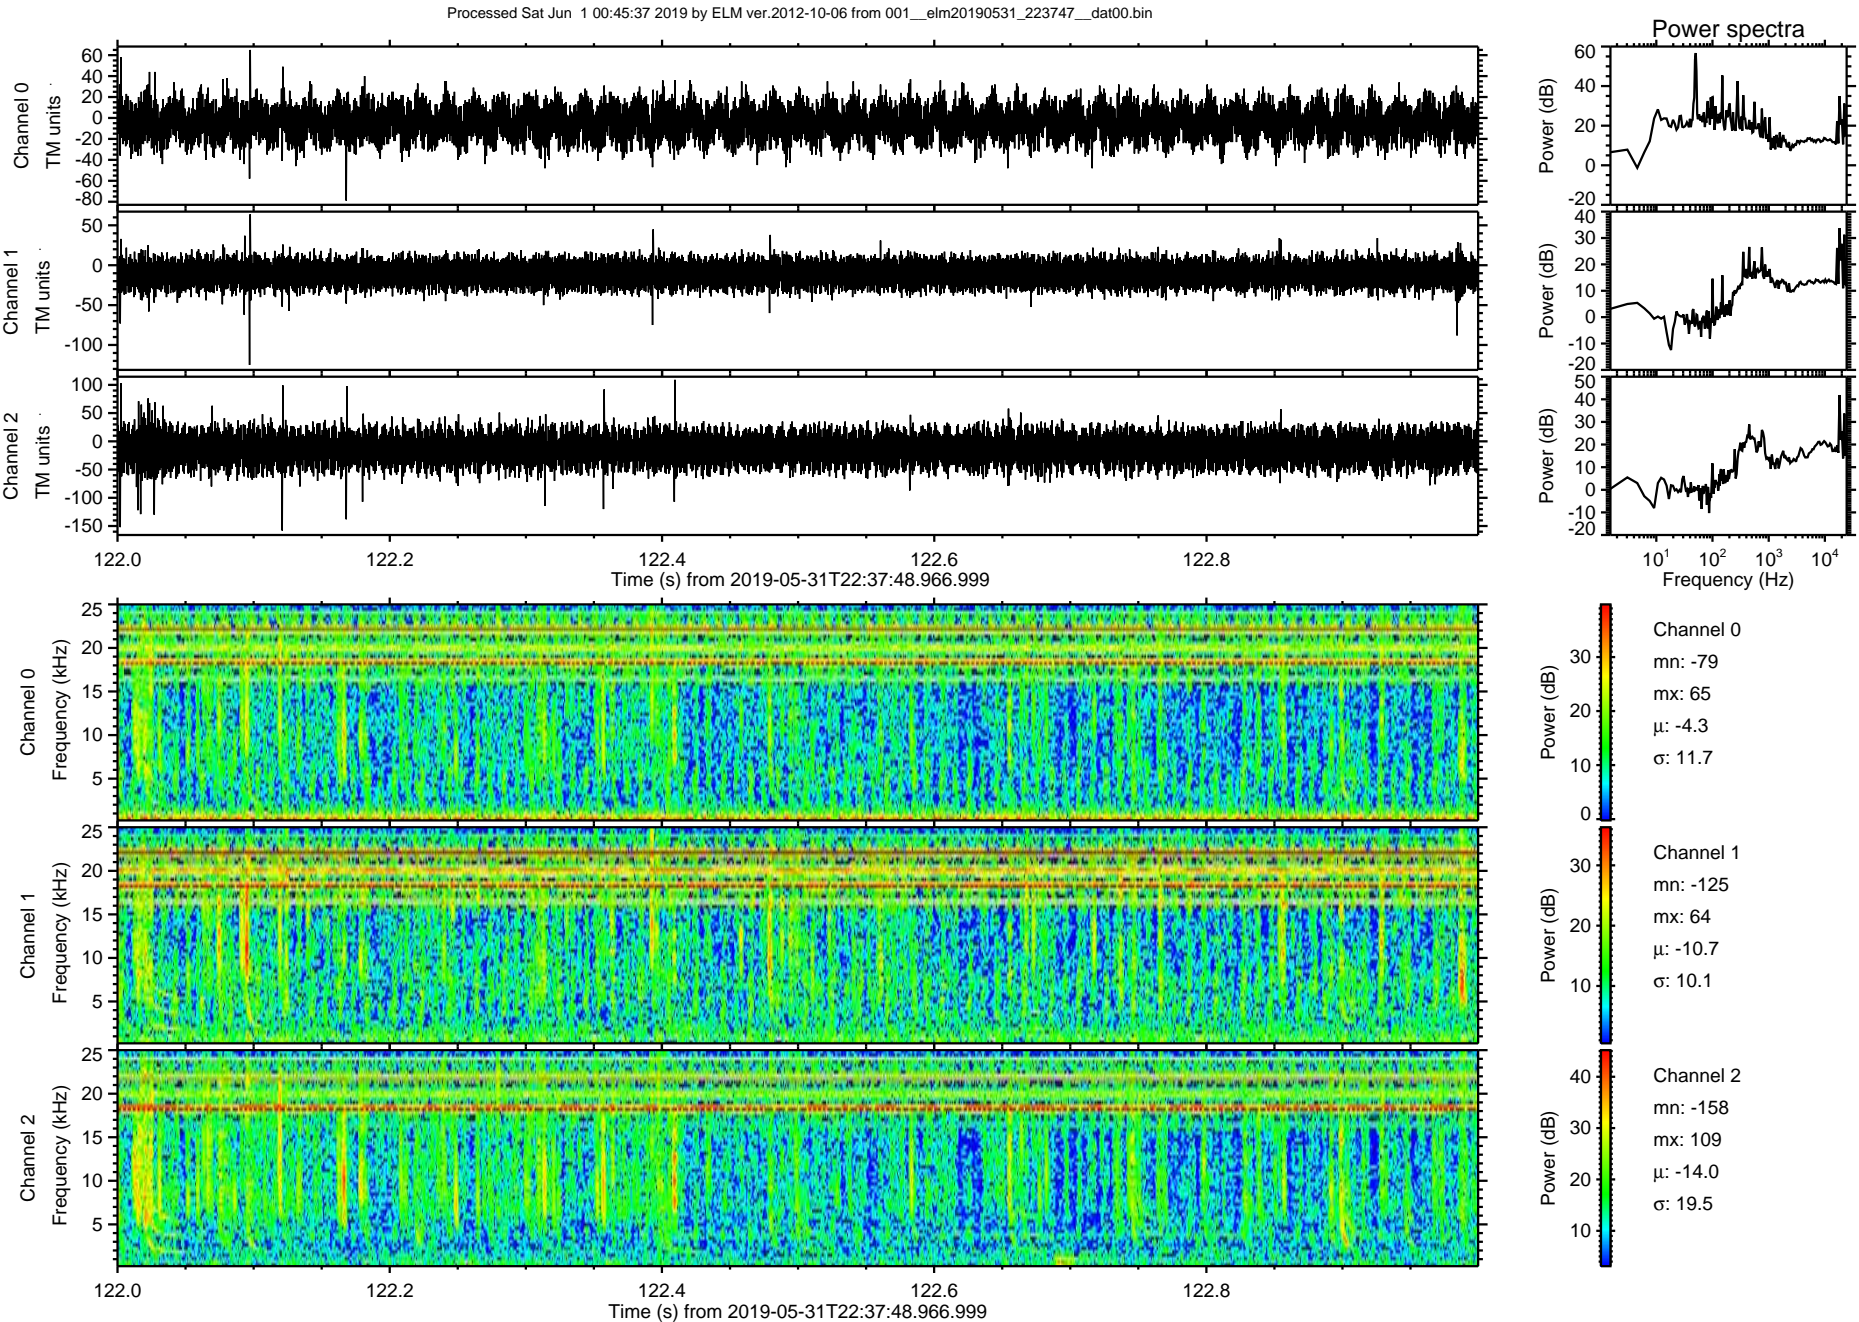 Processed Sat Jun  1 00:45:37 2019 by ELM ver.2012-10-06 from 001__elm20190531_223747__dat00.bin
Power spectra
Channel 0
TM units
60
40
20
0
-20
-40
-60
-80
Power (dB)
60
40
20
0
-20
Channel 1
TM units
50
0
-50
-100
Power (dB)
40
30
20
10
0
-10
-20
Channel 2
TM units
100
50
0
-50
-100
-150
Power (dB)
50
40
30
20
10
0
-10
-20
122.0 122.2 122.4 122.6 122.8
Time (s) from 2019-05-31T22:37:48.966.999
10^1 10^2 10^3 10^4
Frequency (Hz)
Channel 0
Frequency (kHz)
25
20
15
10
5
Power (dB)
30
20
10
0
Channel 0
mn: -79
mx: 65
μ: -4.3
σ: 11.7
Channel 1
Frequency (kHz)
25
20
15
10
5
Power (dB)
30
20
10
Channel 1
mn: -125
mx: 64
μ: -10.7
σ: 10.1
Channel 2
Frequency (kHz)
25
20
15
10
5
Power (dB)
40
30
20
10
Channel 2
mn: -158
mx: 109
μ: -14.0
σ: 19.5
122.0 122.2 122.4 122.6 122.8
Time (s) from 2019-05-31T22:37:48.966.999